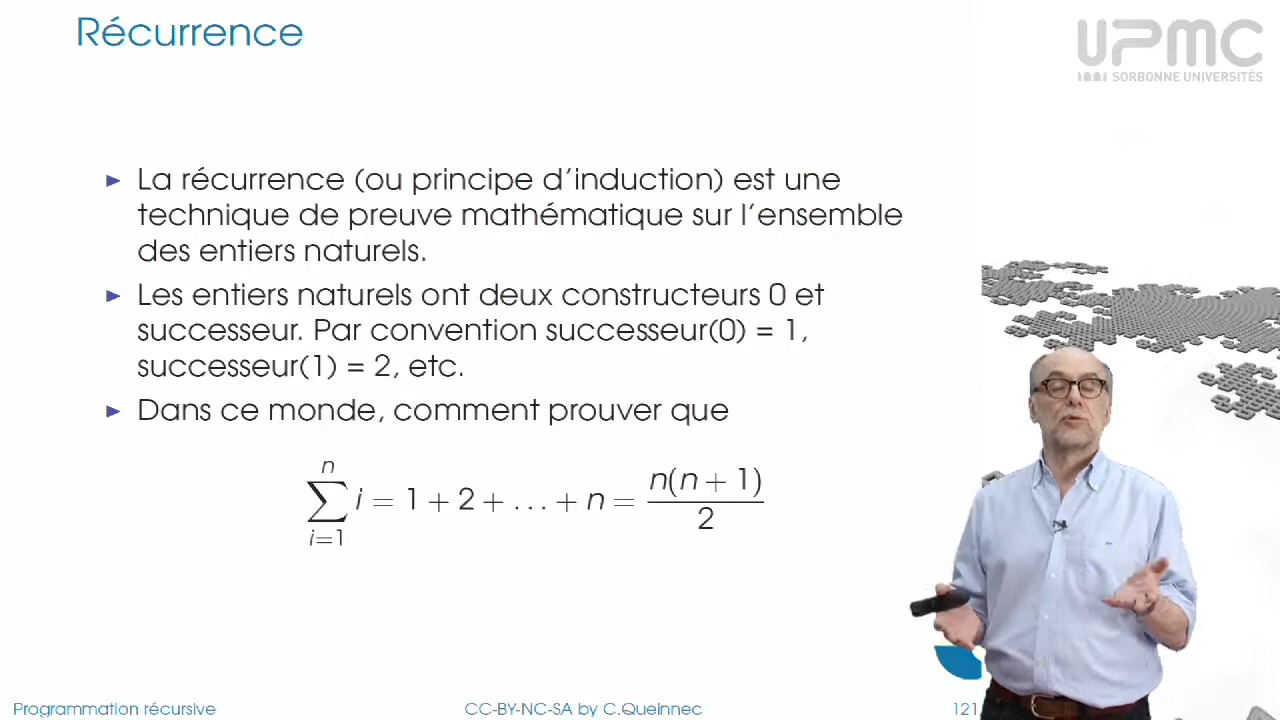 Récurrence
UPMC
SORBONNE UNIVERSITÉS
► La récurrence (ou principe d'induction) est une
technique de preuve mathématique sur l'ensemble
des entiers naturels.
► Les entiers naturels ont deux constructeurs 0 et
successeur. Par convention successeur(0) = 1,
successeur(1) = 2, etc.
► Dans ce monde, comment prouver que
n
∑ i = 1 + 2 + … + n = n(n + 1)
2
i=1
Programmation récursive
CC-BY-NC-SA by C.Queinnec
121